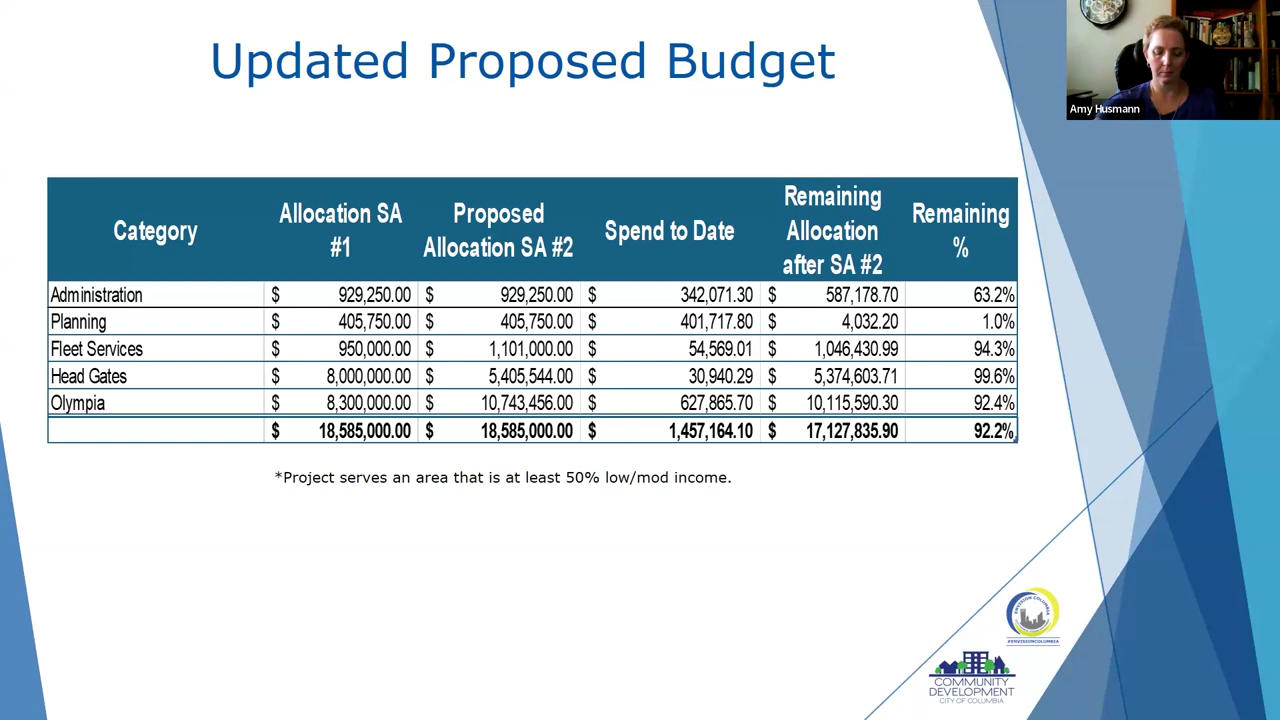 Updated Proposed Budget
Amy Husmann
Category Allocation SA #1 Proposed Allocation SA #2 Spend to Date Remaining Allocation after SA #2 Remaining %
Administration $ 929,250.00 $ 929,250.00 $ 342,071.30 $ 587,178.70 63.2%
Planning $ 405,750.00 $ 405,750.00 $ 401,717.80 $ 4,032.20 1.0%
Fleet Services $ 950,000.00 $ 1,101,000.00 $ 54,569.01 $ 1,046,430.99 94.3%
Head Gates $ 8,000,000.00 $ 5,405,544.00 $ 30,940.29 $ 5,374,603.71 99.6%
Olympia $ 8,300,000.00 $ 10,743,456.00 $ 627,865.70 $ 10,115,590.30 92.4%
$ 18,585,000.00 $ 18,585,000.00 $ 1,457,164.10 $ 17,127,835.90 92.2%
*Project serves an area that is at least 50% low/mod income.
ENVISION COLUMBIA
#ENVISIONCOLUMBIA
COMMUNITY
DEVELOPMENT
CITY OF COLUMBIA